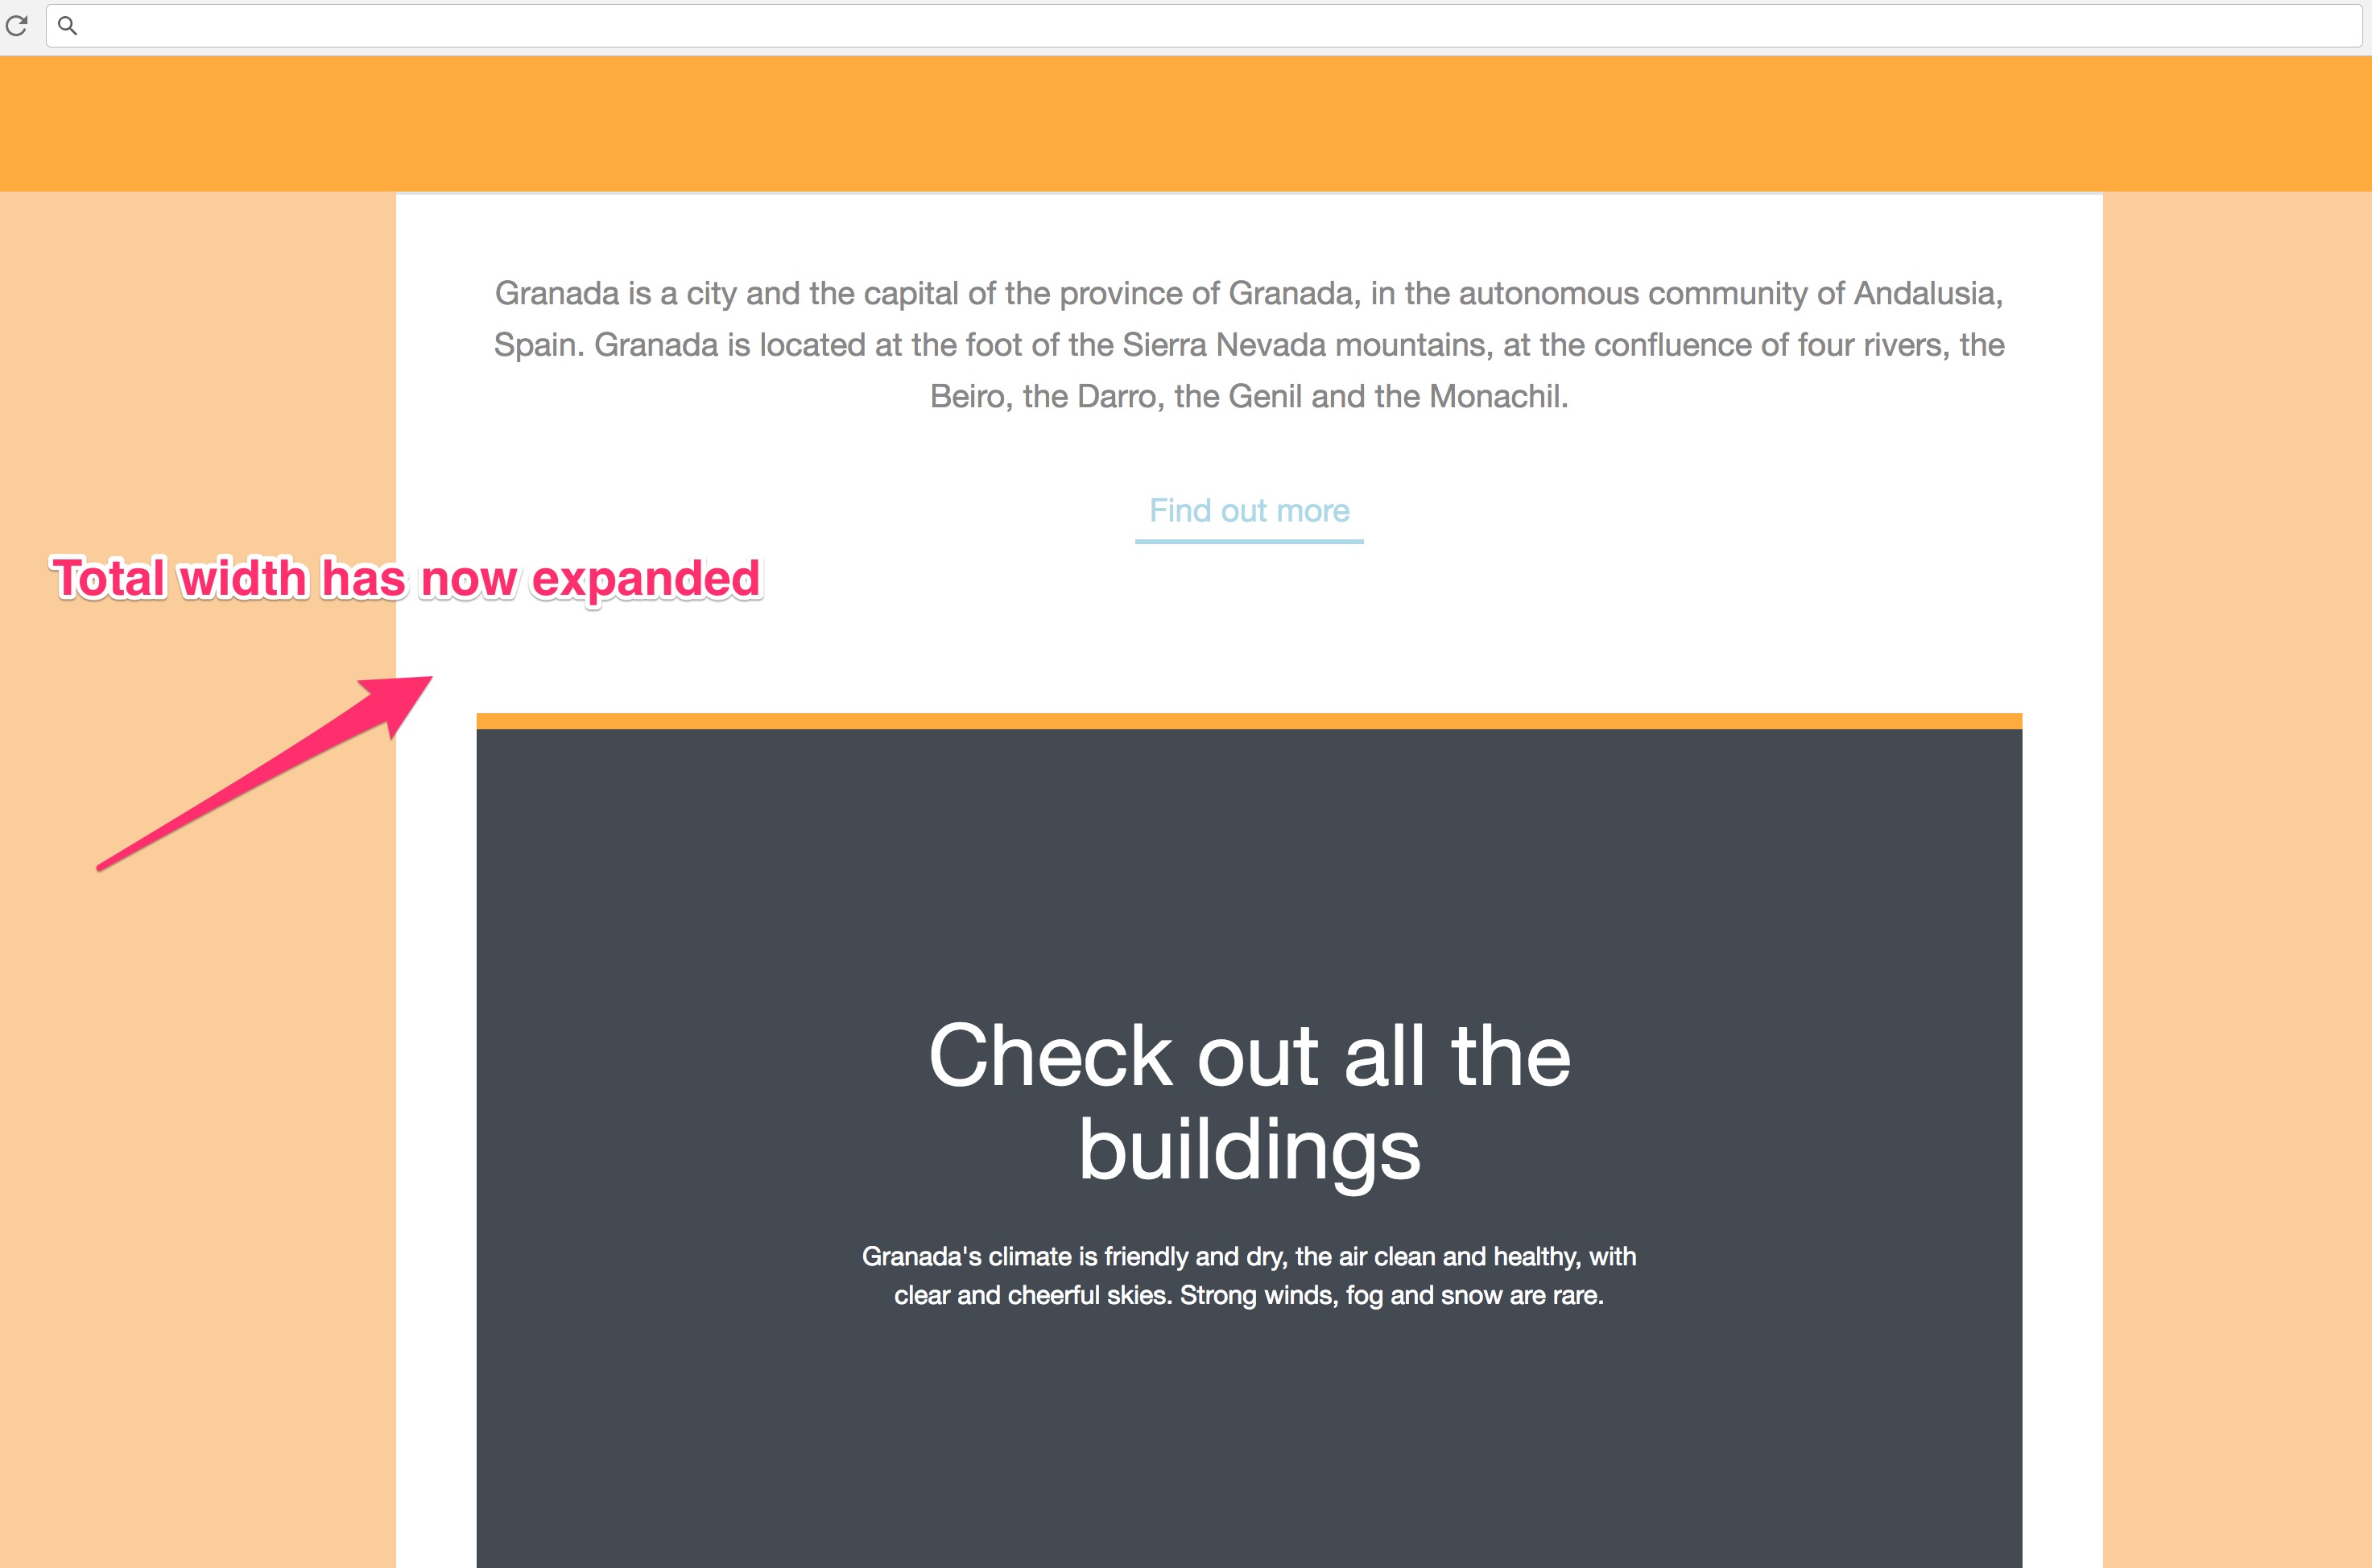 Granada is a city and the capital of the province of Granada, in the autonomous community of Andalusia,
Spain. Granada is located at the foot of the Sierra Nevada mountains, at the confluence of four rivers, the
Beiro, the Darro, the Genil and the Monachil.
Find out more
Total width has now expanded
Check out all the
buildings
Granada's climate is friendly and dry, the air clean and healthy, with
clear and cheerful skies. Strong winds, fog and snow are rare.